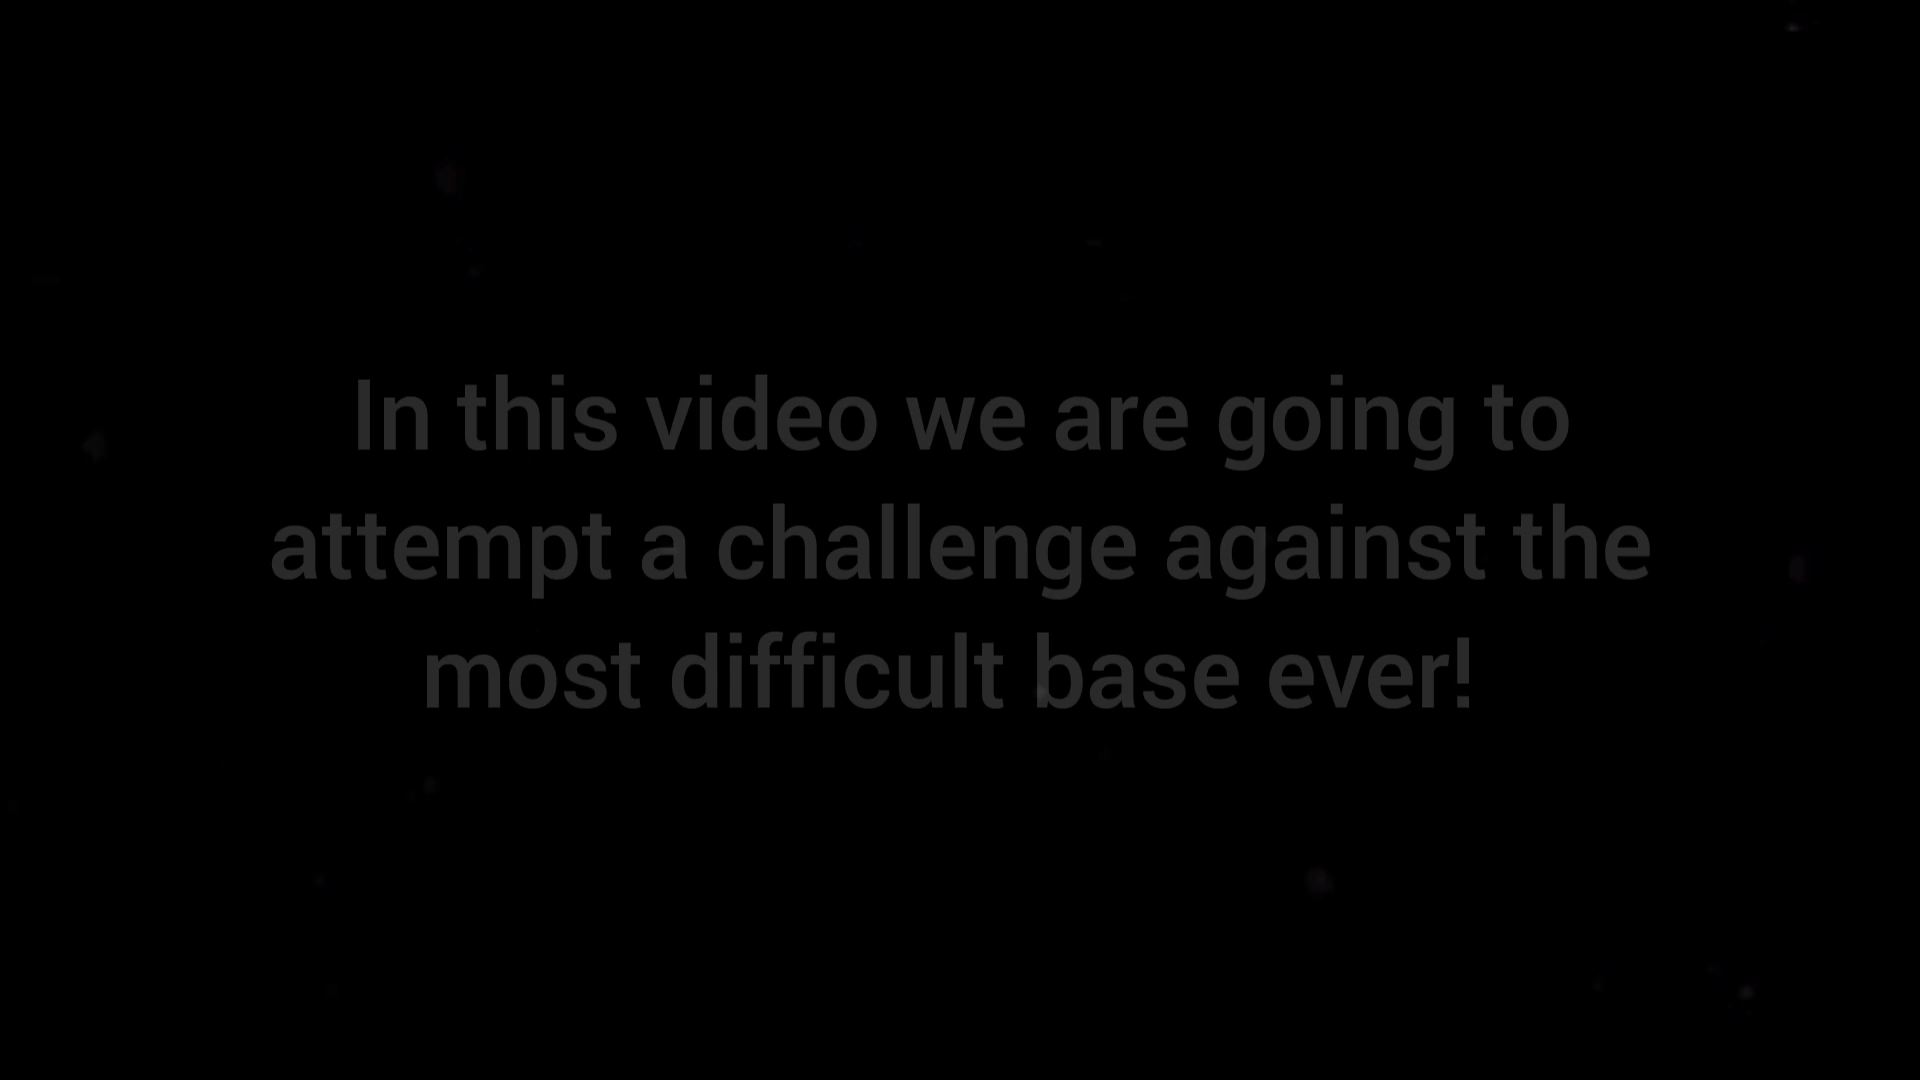 In this video we are going to
attempt a challenge against the
most difficult base ever!